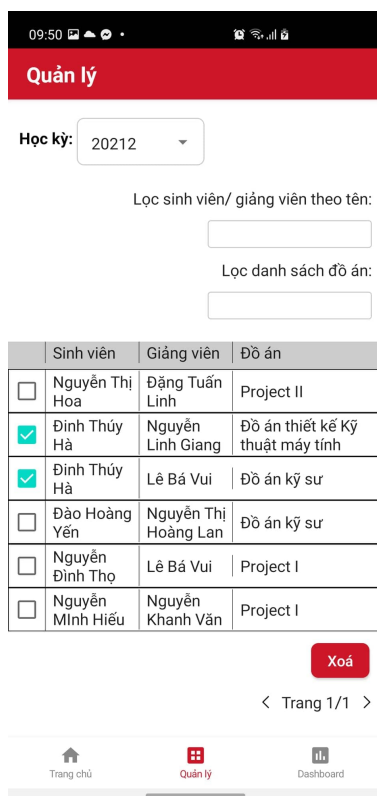 09:50
Quản lý
Học kỳ: 20212
Lọc sinh viên/ giảng viên theo tên:
Lọc danh sách đồ án:
Sinh viên Giảng viên Đồ án
Nguyễn Thị Hoa Đặng Tuấn Linh Project II
Đinh Thúy Hà Nguyễn Linh Giang Đồ án thiết kế Kỹ thuật máy tính
Đinh Thúy Hà Lê Bá Vui Đồ án kỹ sư
Đào Hoàng Yến Nguyễn Thị Hoàng Lan Đồ án kỹ sư
Nguyễn Đình Thọ Lê Bá Vui Project I
Nguyễn MInh Hiếu Nguyễn Khanh Văn Project I
Xoá
< Trang 1/1 >
Trang chủ Quản lý Dashboard